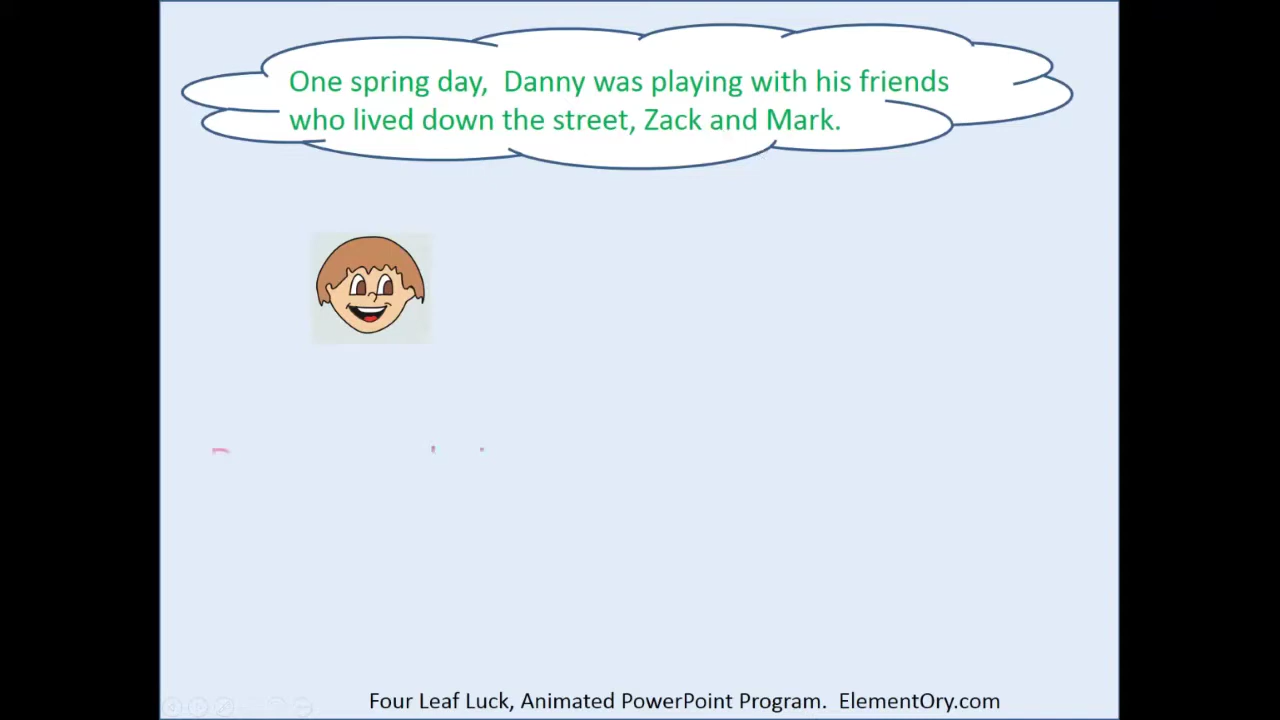 One spring day, Danny was playing with his friends
who lived down the street, Zack and Mark.
Four Leaf Luck, Animated PowerPoint Program. ElementOry.com